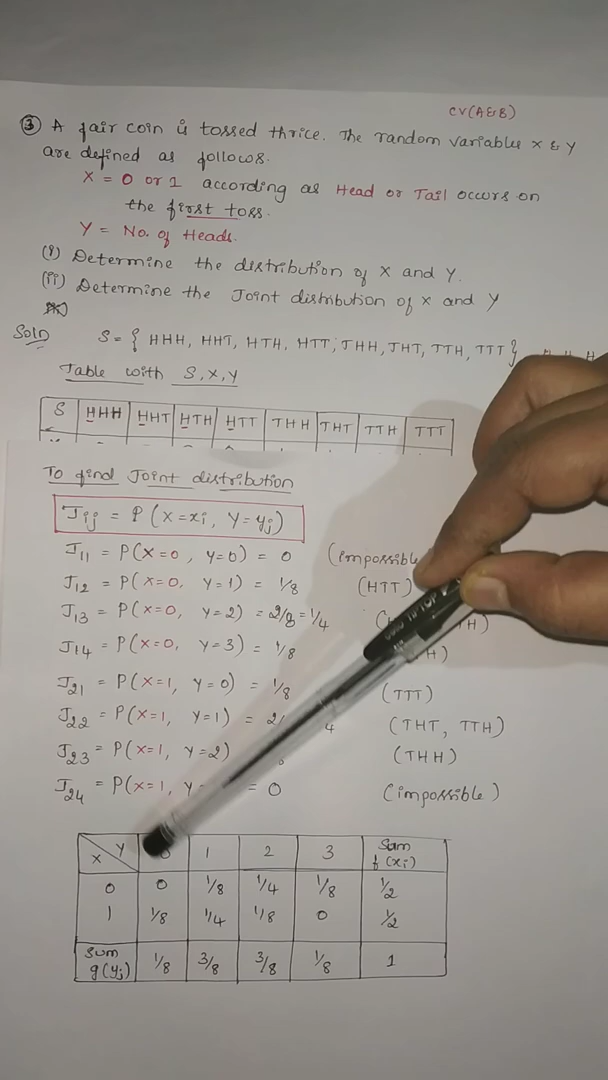 CV(A&B)
③ A fair coin is tossed thrice. The random variables X & Y
are defined as follows.
X = 0 or 1 according as Head or Tail occurs on
the first toss.
Y = No. of Heads.
(i) Determine the distribution of X and Y.
(ii) Determine the Joint distribution of X and Y
Soln S = { HHH, HHT, HTH, HTT, THH, THT, TTH, TTT }
Table with S, X, Y
S HHH HHT HTH HTT THH THT TTH TTT
To find Joint distribution
Jij = P(X=xi, Y=yj)
J11 = P(X=0, Y=0) = 0 (impossible
J12 = P(X=0, Y=1) = 1/8 (HTT)
J13 = P(X=0, Y=2) = 2/8 = 1/4 TH)
J14 = P(X=0, Y=3) = 1/8 H)
J21 = P(X=1, Y=0) = 1/8 (TTT)
J22 = P(X=1, Y=1) = 2/ 4 (THT, TTH)
J23 = P(X=1, Y=2) (THH)
J24 = P(X=1, Y = 0 (impossible)
X Y 0 1 2 3 Sum f(xi)
0 0 1/8 1/4 1/8 1/2
1 1/8 1/4 1/8 0 1/2
Sum g(yj) 1/8 3/8 3/8 1/8 1